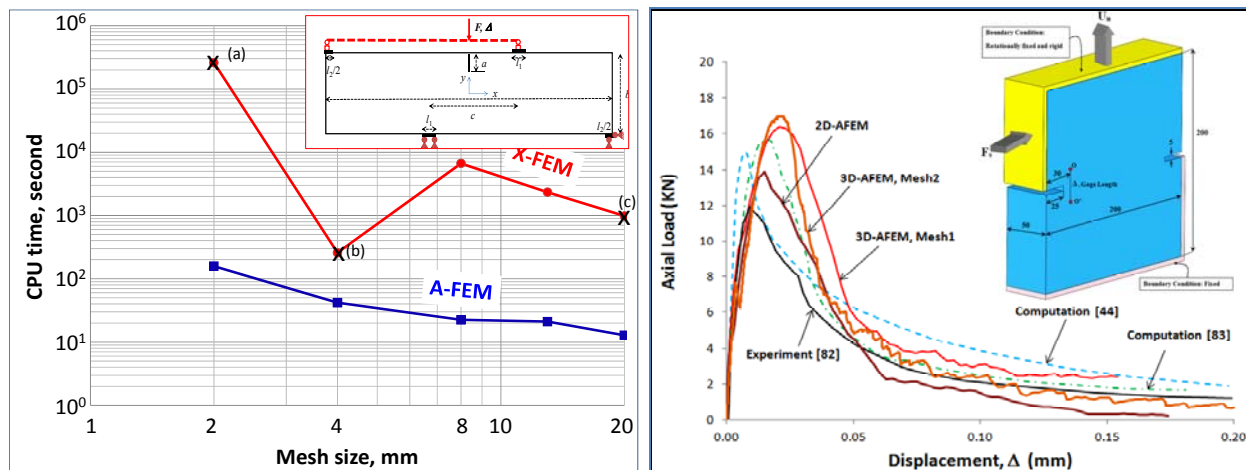 10⁶
10⁵
10⁴
10³
10²
10¹
10⁰
CPU time, second
1
2
4
8
10
20
Mesh size, mm
(a)
(b)
(c)
X-FEM
A-FEM
F, Δ
l₂/2
a
l₁
y
x
c
l₁
l₂/2
20
18
16
14
12
10
8
6
4
2
0
Axial Load (KN)
0.00
0.05
0.10
0.15
0.20
Displacement, Δ (mm)
2D-AFEM
3D-AFEM, Mesh2
3D-AFEM, Mesh1
Computation [44]
Computation [83]
Experiment [82]
Boundary Condition:
Rotationally fixed and rigid
200
5
30
O
Δ, Gage Length
O'
25
200
50
Boundary Condition: Fixed